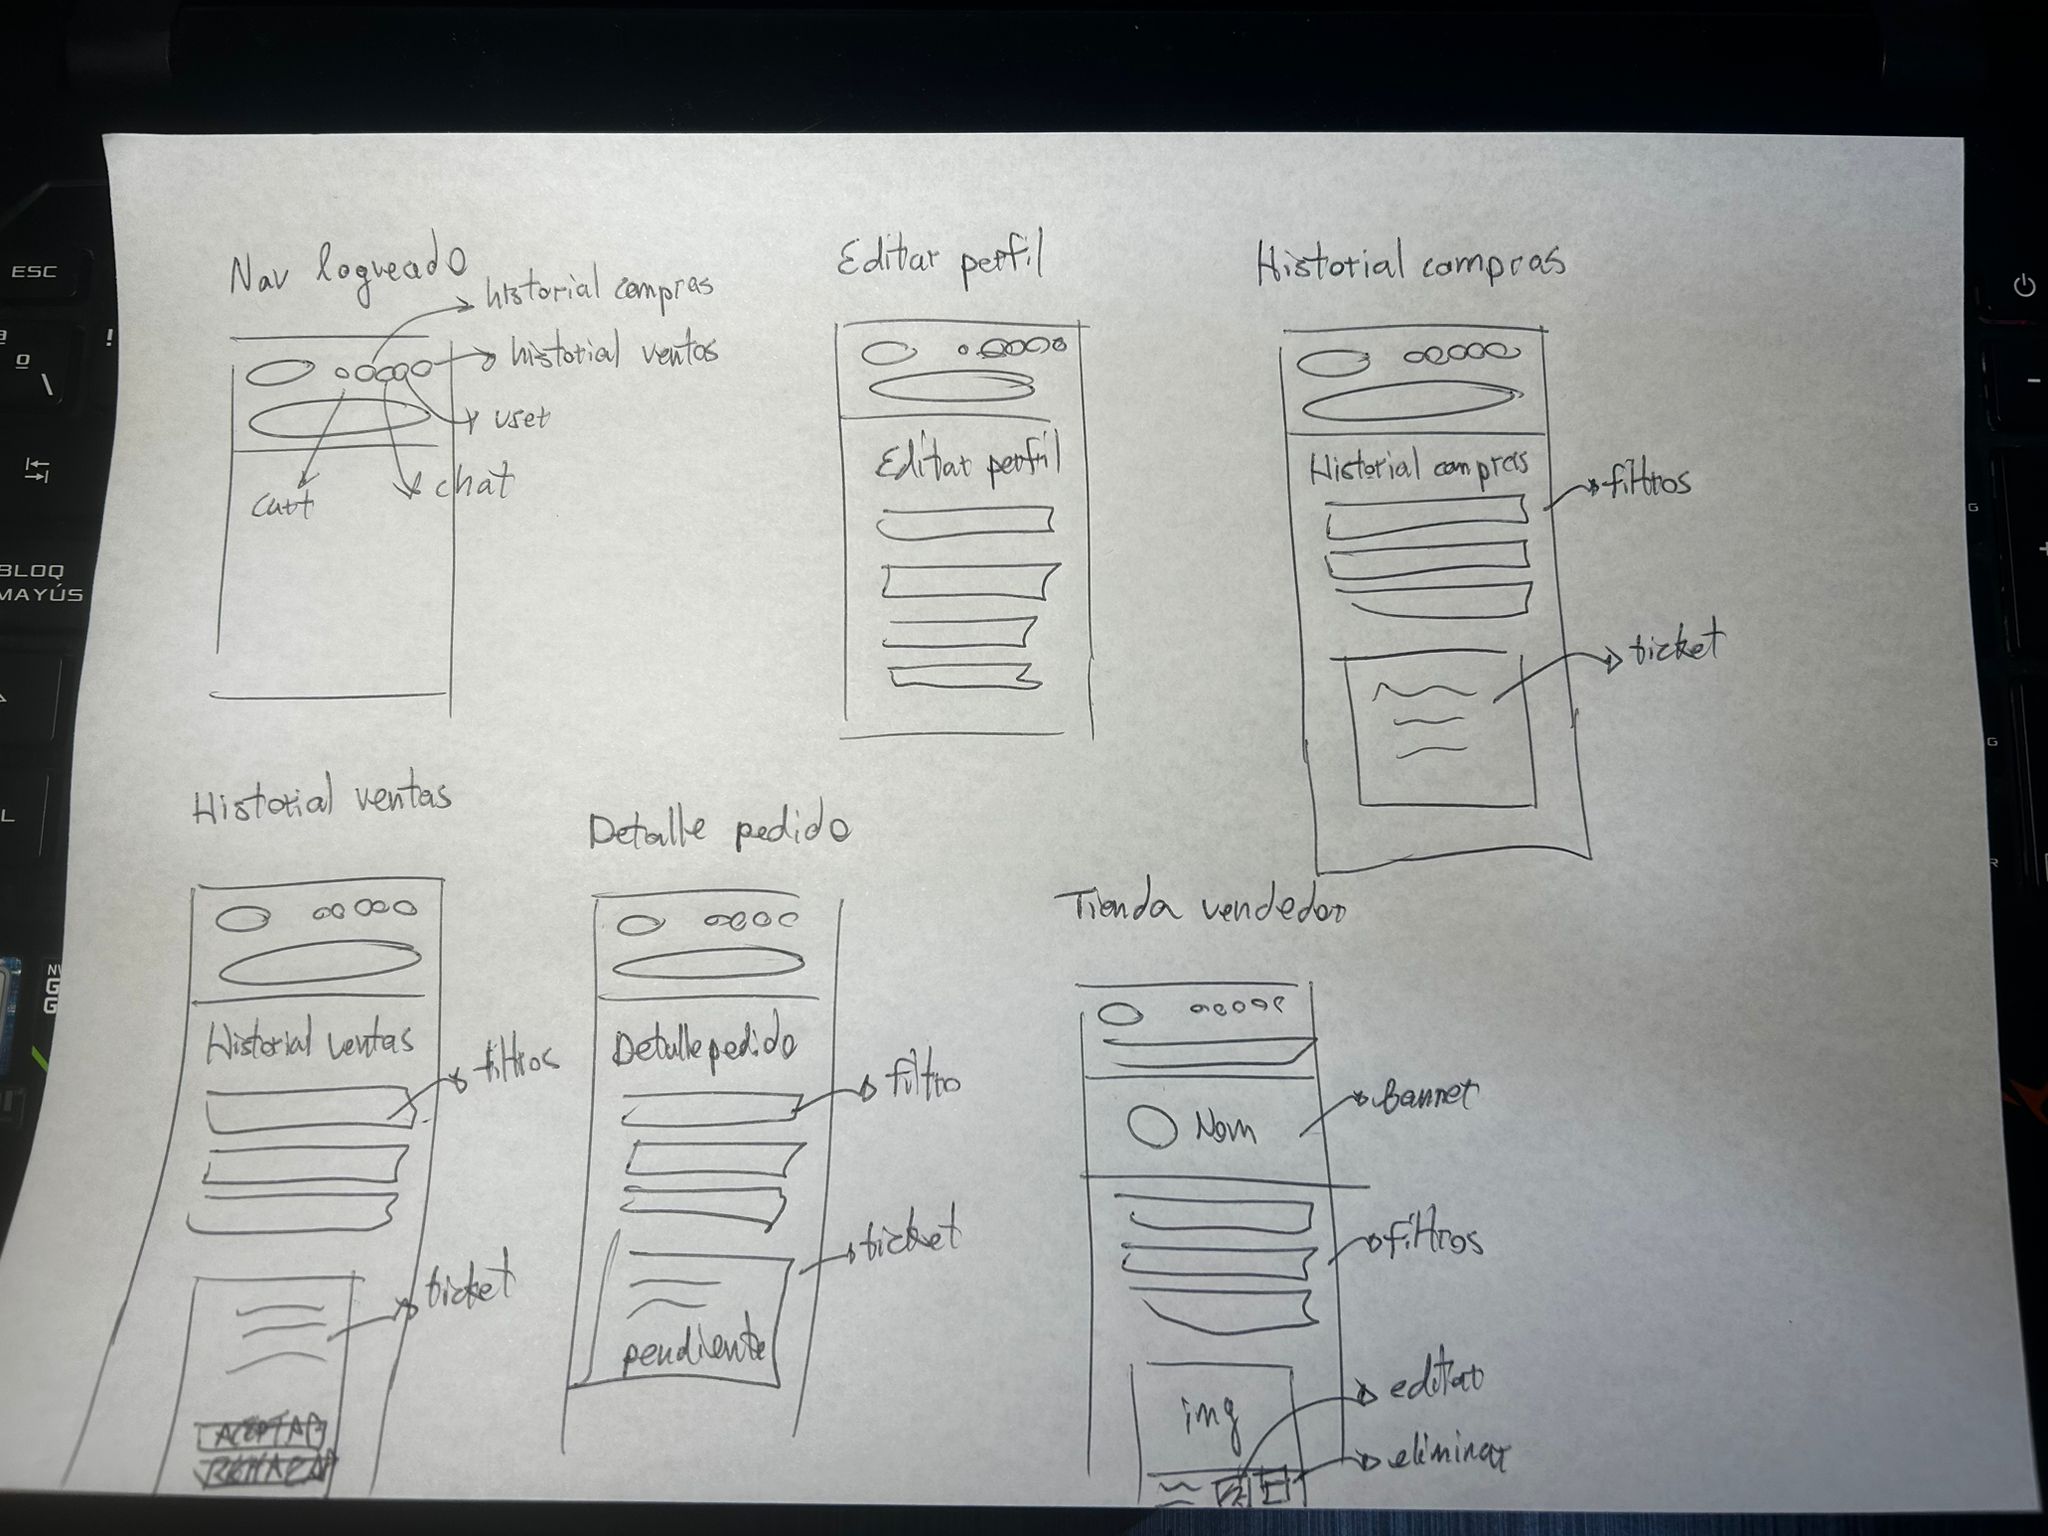 Nav logueado
historial compras
historial ventas
user
chat
cart
Editar perfil
Editar perfil
Historial compras
Historial compras
filtros
ticket
Historial ventas
Historial ventas
filtros
ticket
ACEPTAR
RECHAZAR
Detalle pedido
Detalle pedido
filtro
ticket
pendiente
Tienda vendedor
Banner
Nom
filtros
img
editar
eliminar
ESC
ª
º
\
!
BLOQ
MAYÚS
L
G
G
R